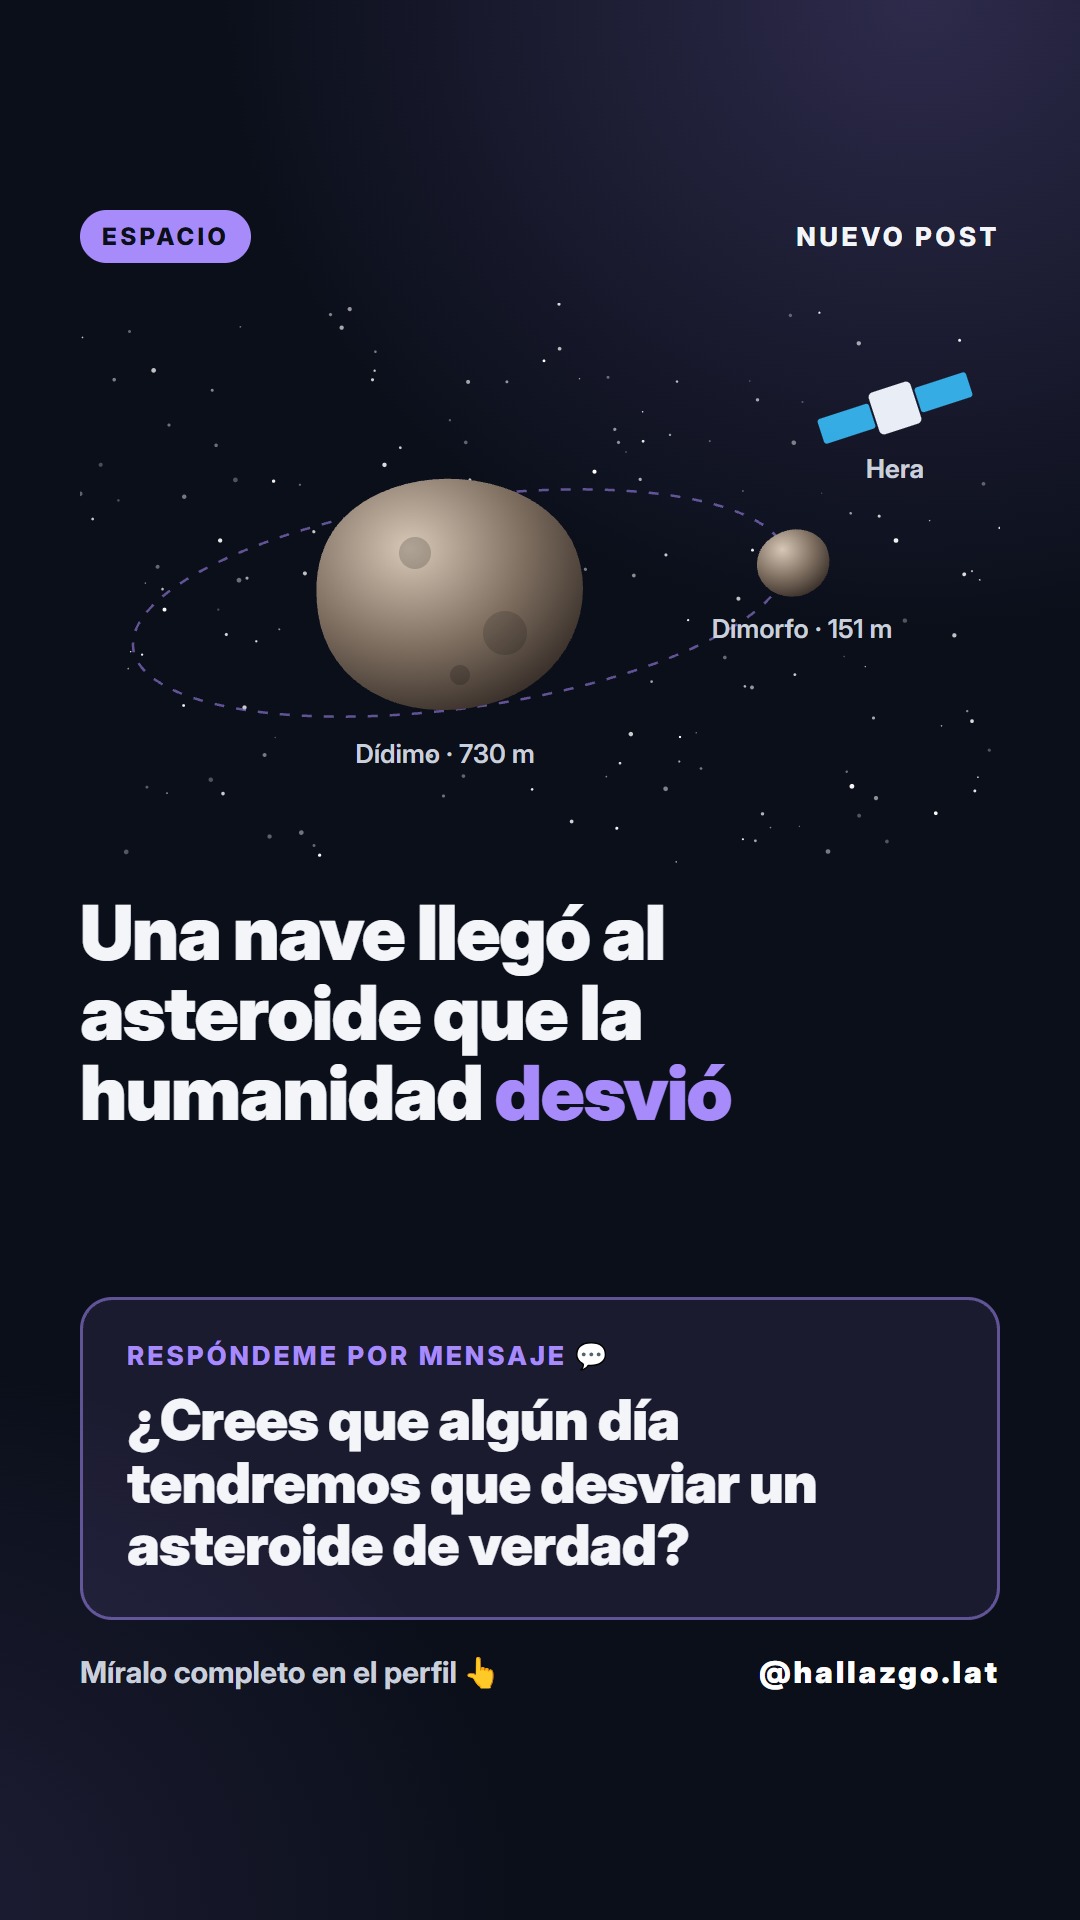 ESPACIO
NUEVO POST
Hera
Dimorfo · 151 m
Dídimo · 730 m
Una nave llegó al
asteroide que la
humanidad desvió
RESPÓNDEME POR MENSAJE 💬
¿Crees que algún día
tendremos que desviar un
asteroide de verdad?
Míralo completo en el perfil 👆
@hallazgo.lat